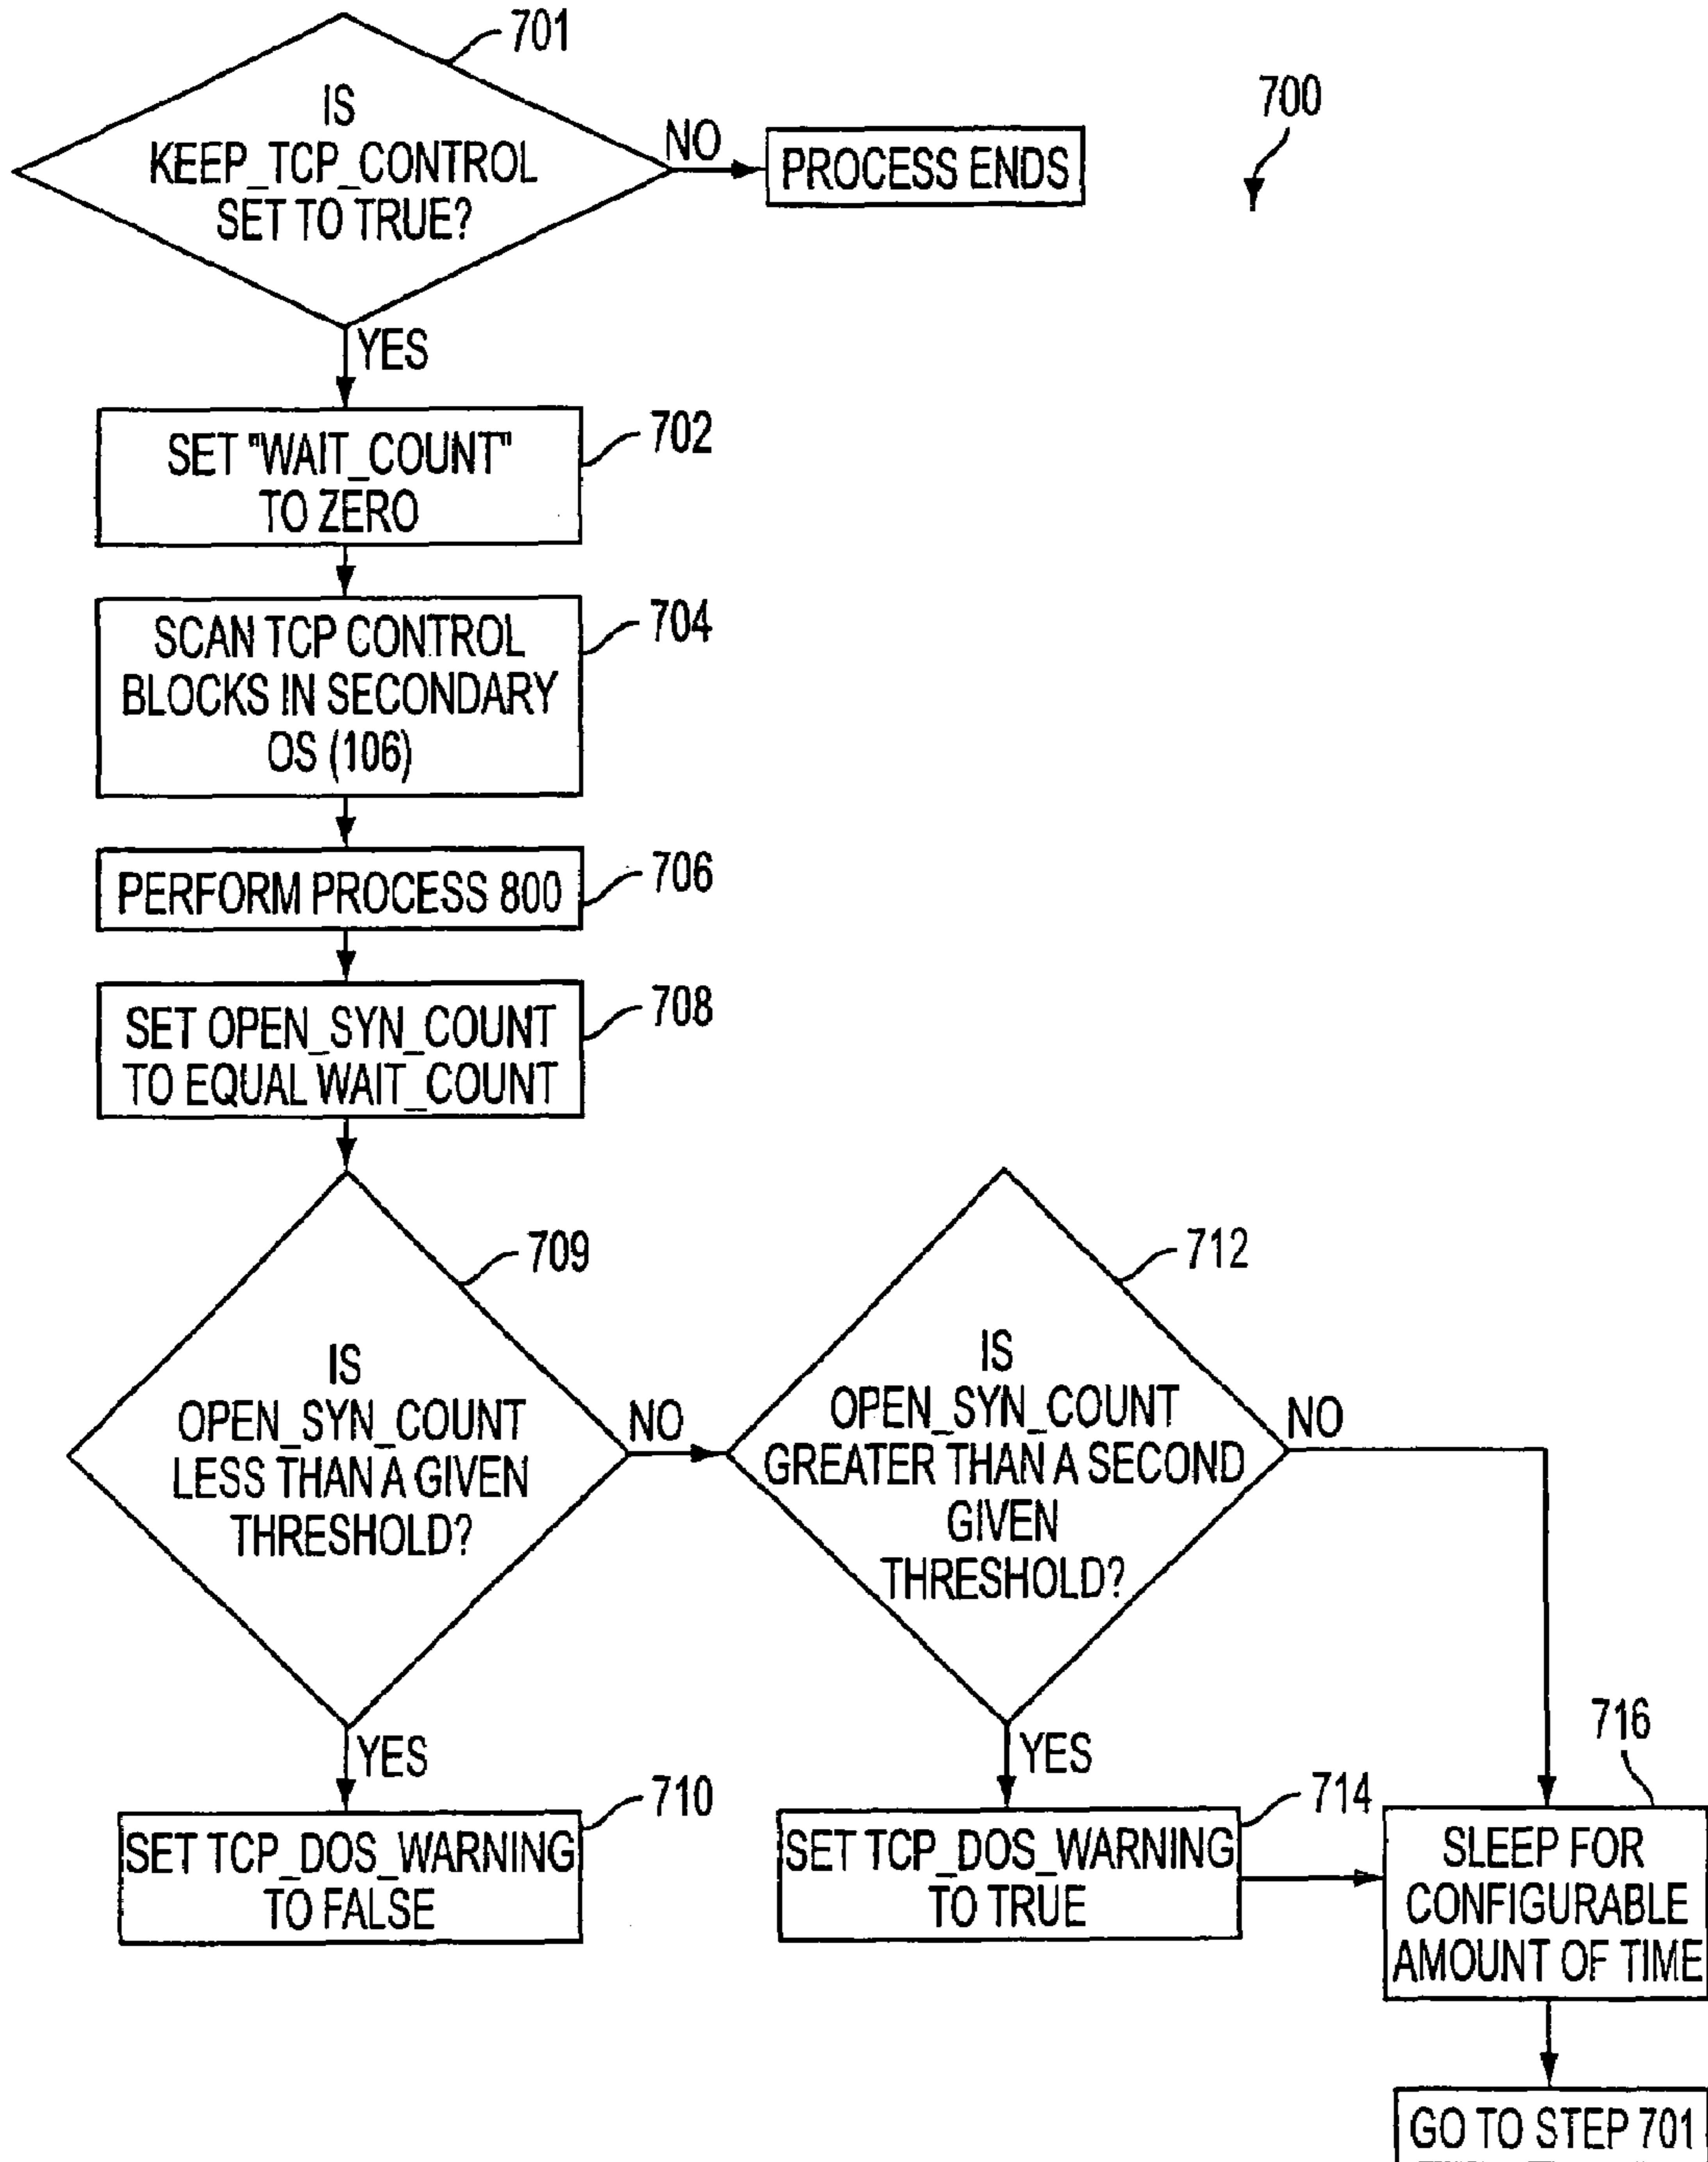 701
IS
KEEP_TCP_CONTROL
SET TO TRUE?
NO
PROCESS ENDS
700
YES
SET "WAIT_COUNT"
TO ZERO
702
SCAN TCP CONTROL
BLOCKS IN SECONDARY
OS (106)
704
PERFORM PROCESS 800
706
SET OPEN_SYN_COUNT
TO EQUAL WAIT_COUNT
708
709
IS
OPEN_SYN_COUNT
LESS THAN A GIVEN
THRESHOLD?
NO
712
IS
OPEN_SYN_COUNT
GREATER THAN A SECOND
GIVEN
THRESHOLD?
NO
YES
SET TCP_DOS_WARNING
TO FALSE
710
YES
SET TCP_DOS_WARNING
TO TRUE
714
716
SLEEP FOR
CONFIGURABLE
AMOUNT OF TIME
GO TO STEP 701